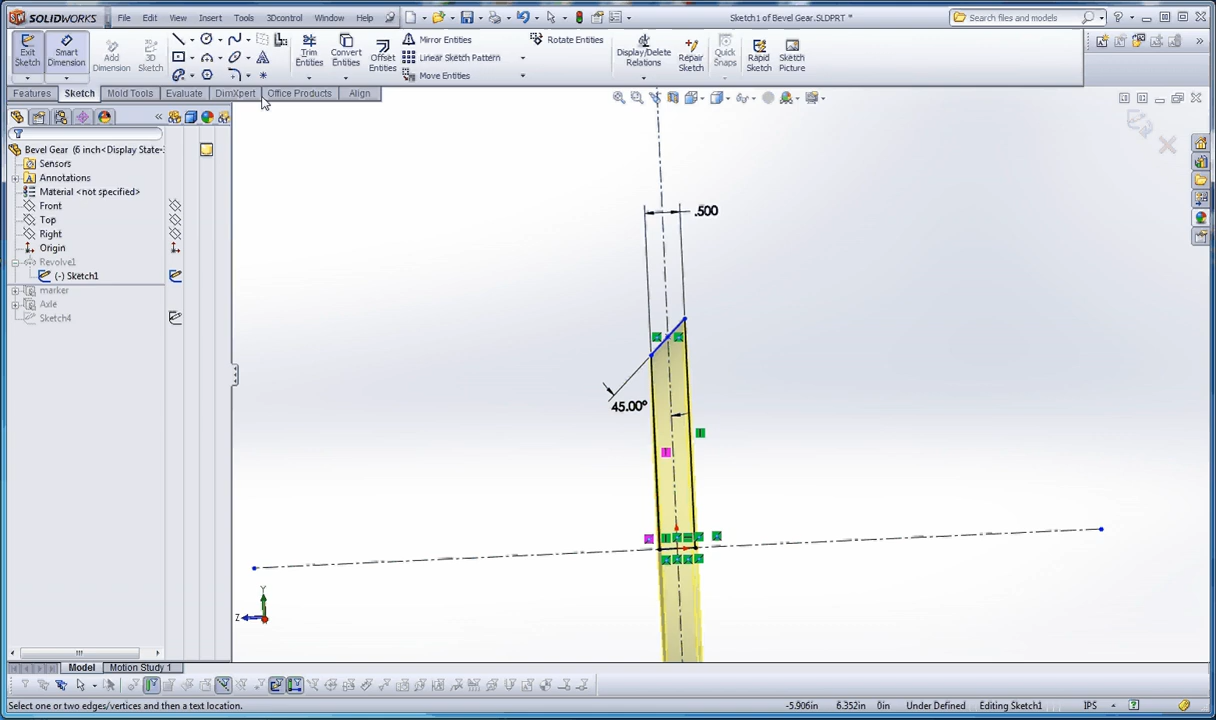 SOLIDWORKS File Edit View Insert Tools 3Dcontrol Window Help Sketch1 of Bevel Gear.SLDPRT * Search files and models
Exit Sketch
Smart Dimension
Add Dimension
3D Sketch
Trim Entities
Convert Entities
Offset Entities
Mirror Entities
Linear Sketch Pattern
Move Entities
Rotate Entities
Display/Delete Relations
Repair Sketch
Quick Snaps
Rapid Sketch
Sketch Picture
Features Sketch Mold Tools Evaluate DimXpert Office Products Align
Bevel Gear (6 inch<Display State-
Sensors
Annotations
Material <not specified>
Front
Top
Right
Origin
Revolve1
(-) Sketch1
marker
Axle
Sketch4
.500
45.00°
Y
Z
Model Motion Study 1
Select one or two edges/vertices and then a text location. -5.906in 6.352in 0in Under Defined Editing Sketch1 IPS